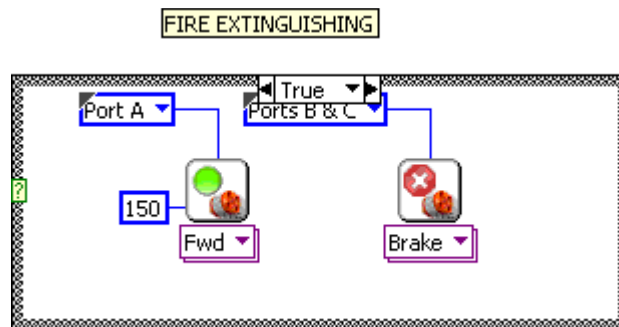 FIRE EXTINGUISHING
True
Port A
Ports B & C
?
150
Fwd
Brake